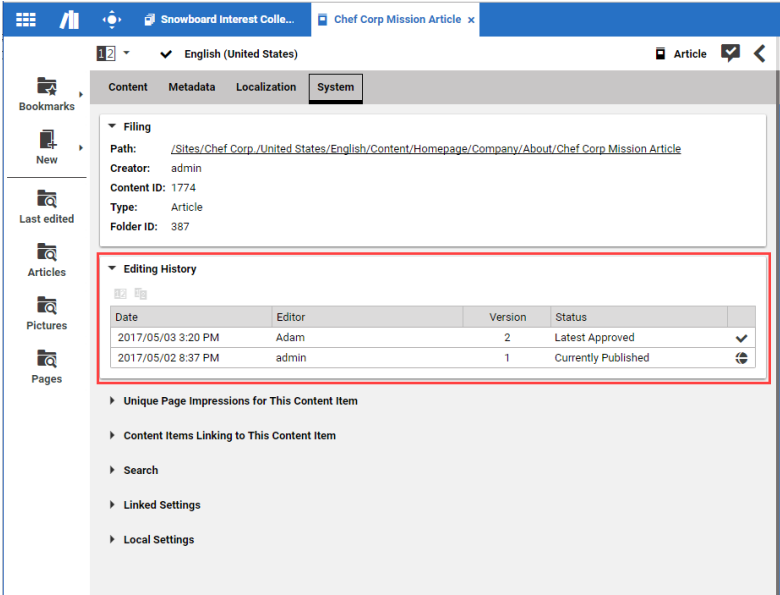 Snowboard Interest Colle...
Chef Corp Mission Article ×
12
English (United States)
Article
Bookmarks
New
Last edited
Articles
Pictures
Pages
Content Metadata Localization System
Filing
Path: /Sites/Chef Corp./United States/English/Content/Homepage/Company/About/Chef Corp Mission Article
Creator: admin
Content ID: 1774
Type: Article
Folder ID: 387
Editing History
Date Editor Version Status
2017/05/03 3:20 PM Adam 2 Latest Approved
2017/05/02 8:37 PM admin 1 Currently Published
Unique Page Impressions for This Content Item
Content Items Linking to This Content Item
Search
Linked Settings
Local Settings